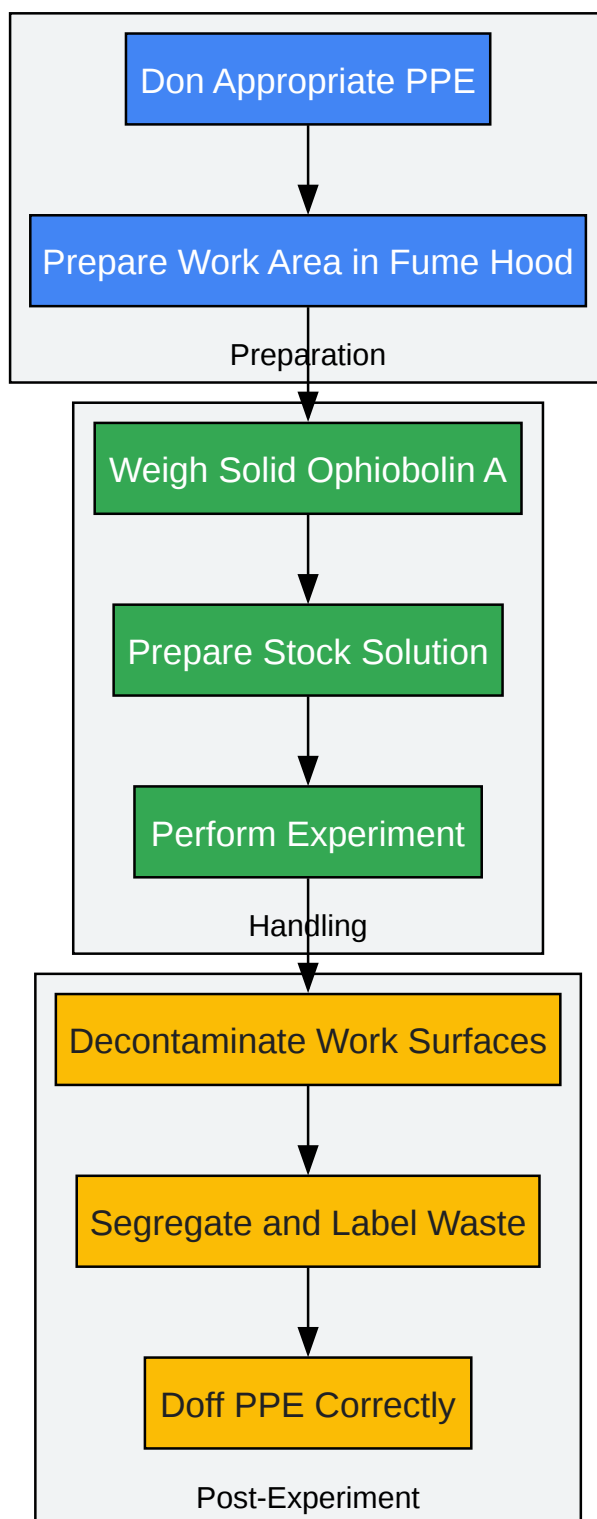 Don Appropriate PPE
Prepare Work Area in Fume Hood
Preparation
Weigh Solid Ophiobolin A
Prepare Stock Solution
Perform Experiment
Handling
Decontaminate Work Surfaces
Segregate and Label Waste
Doff PPE Correctly
Post-Experiment